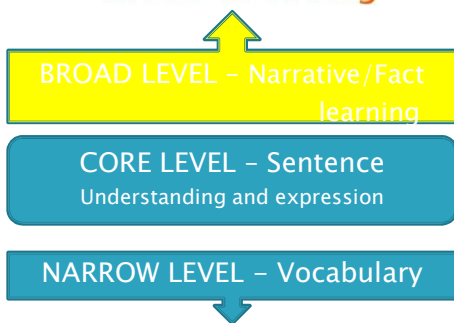 BROAD LEVEL – Narrative/Fact
learning
CORE LEVEL – Sentence
Understanding and expression
NARROW LEVEL – Vocabulary